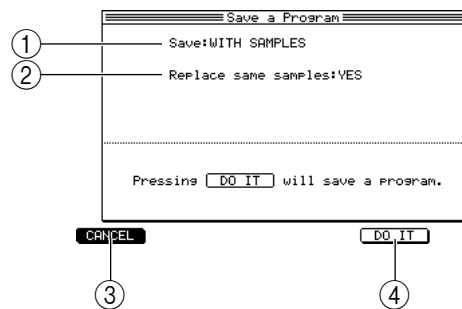 Save a Program
① Save:WITH SAMPLES
② Replace same samples:YES
Pressing DO IT will save a program.
CANCEL DO IT
③ ④